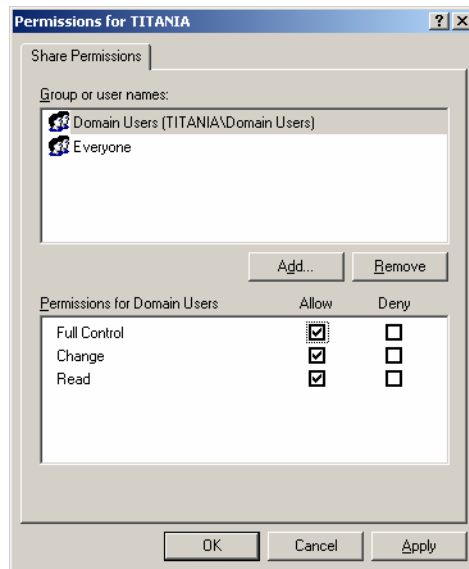 Permissions for TITANIA
Share Permissions
Group or user names:
Domain Users (TITANIA\Domain Users)
Everyone
Add... Remove
Permissions for Domain Users Allow Deny
Full Control
Change
Read
OK Cancel Apply